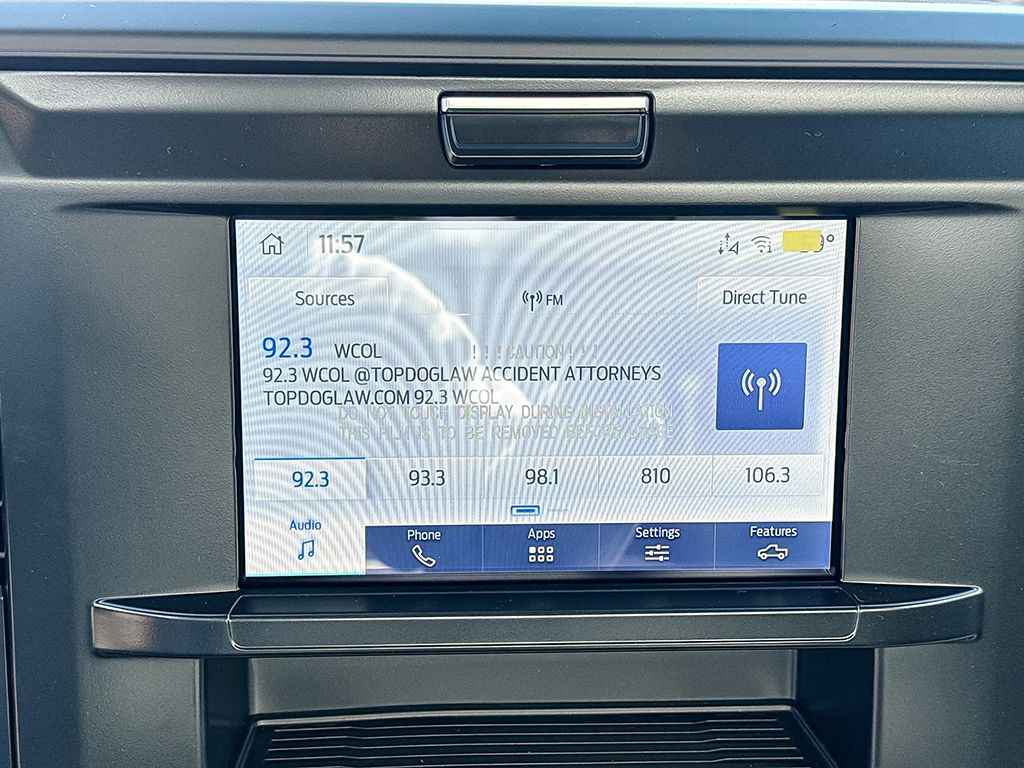 11:57
Sources
FM
Direct Tune
92.3 WCOL
! ! ! CAUTION ! ! !
92.3 WCOL @TOPDOGLAW ACCIDENT ATTORNEYS
TOPDOGLAW.COM 92.3 WCOL
DO NOT TOUCH DISPLAY DURING INSTALLATION
THIS FILM IS TO BE REMOVED BEFORE USAGE
92.3 93.3 98.1 810 106.3
Audio Phone Apps Settings Features